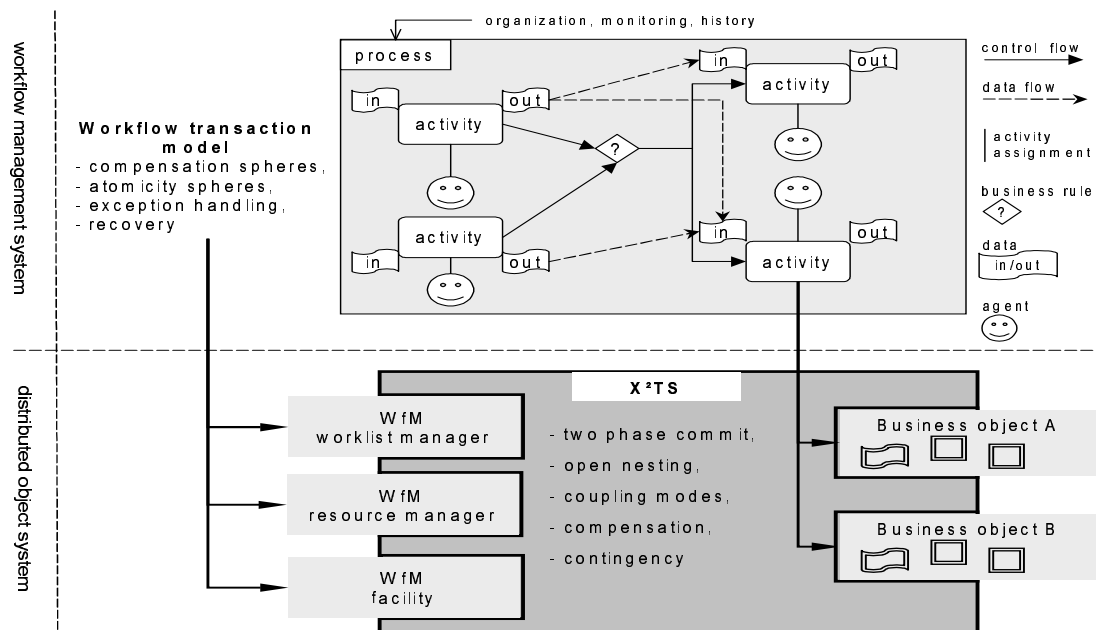 workflow management system
distributed object system
organization, monitoring, history
process
in
out
activity
in
out
activity
?
in
out
activity
in
out
activity
Workflow transaction
model
- compensation spheres,
- atomicity spheres,
- exception handling,
- recovery
control flow
data flow
activity
assignment
business rule
?
data
in/out
agent
X²TS
WfM
worklist manager
WfM
resource manager
WfM
facility
- two phase commit,
- open nesting,
- coupling modes,
- compensation,
- contingency
Business object A
Business object B